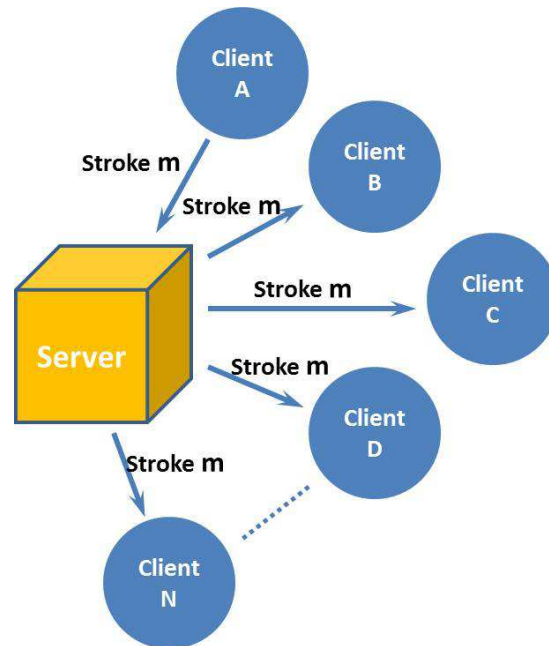 Client
A
Stroke m
Client
B
Stroke m
Server
Stroke m
Client
C
Stroke m
Client
D
Stroke m
Client
N